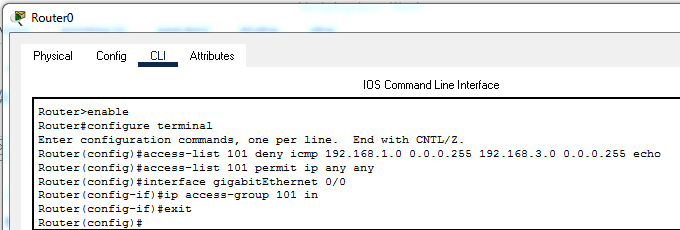 Router0
Physical Config CLI Attributes
IOS Command Line Interface
Router>enable
Router#configure terminal
Enter configuration commands, one per line.  End with CNTL/Z.
Router(config)#access-list 101 deny icmp 192.168.1.0 0.0.0.255 192.168.3.0 0.0.0.255 echo
Router(config)#access-list 101 permit ip any any
Router(config)#interface gigabitEthernet 0/0
Router(config-if)#ip access-group 101 in
Router(config-if)#exit
Router(config)#